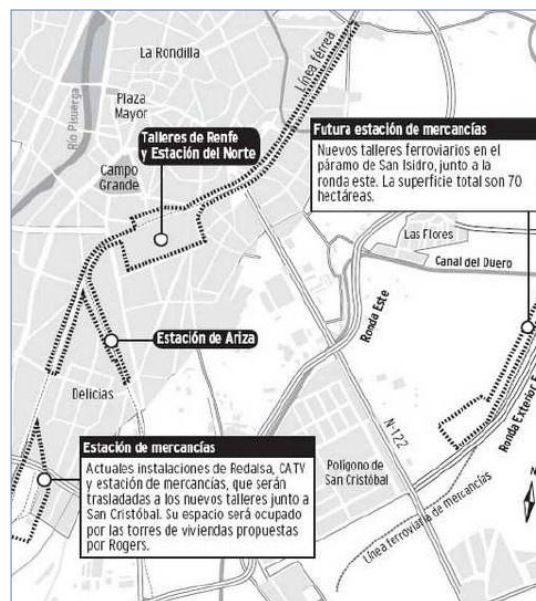 La Rondilla
Línea férrea
Plaza
Mayor
Río Pisuerga
Talleres de Renfe
y Estación del Norte
Campo
Grande
Futura estación de mercancías
Nuevos talleres ferroviarios en el
páramo de San Isidro, junto a la
ronda este. La superficie total son 70
hectáreas.
Las Flores
Canal del Duero
Ronda Este
Estación de Ariza
Delicias
N-122
Ronda Exterior E
Estación de mercancías
Actuales instalaciones de Redalsa, CATV
y estación de mercancías, que serán
trasladadas a los nuevos talleres junto a
San Cristóbal. Su espacio será ocupado
por las torres de viviendas propuestas
por Rogers.
Polígono de
San Cristóbal
Línea ferroviaria de mercancías
N